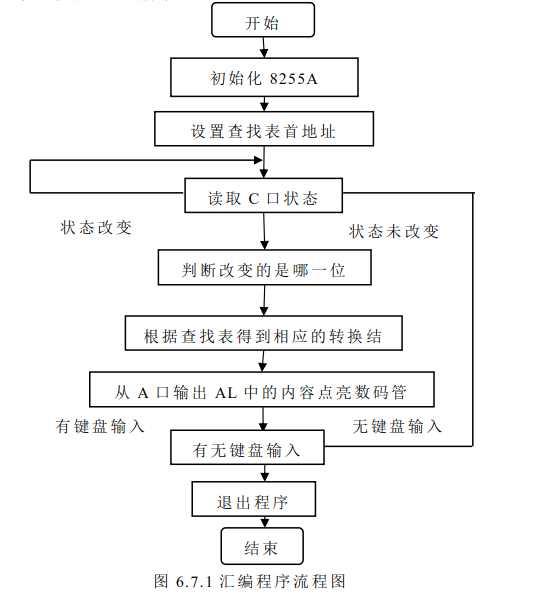 开始
初始化 8255A
设置查找表首地址
读取 C 口状态
状态改变
状态未改变
判断改变的是哪一位
根据查找表得到相应的转换结
从 A 口输出 AL 中的内容点亮数码管
有键盘输入
无键盘输入
有无键盘输入
退出程序
结束
图 6.7.1 汇编程序流程图